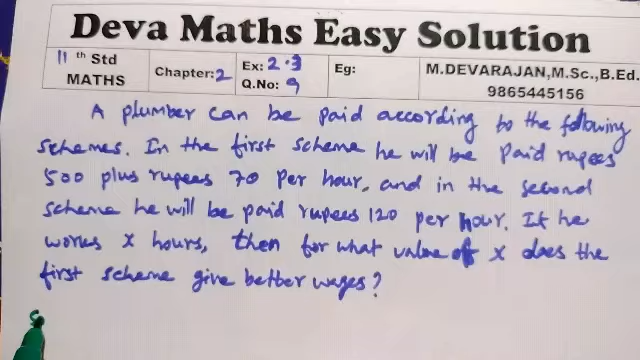 Deva Maths Easy Solution
11th Std
MATHS
Chapter: 2
Ex: 2.3
Q.No: 9
Eg:
M.DEVARAJAN,M.Sc.,B.Ed.
9865445156
A plumber can be paid according to the following
schemes. In the first scheme he will be paid rupees
500 plus rupees 70 per hour, and in the second
scheme he will be paid rupees 120 per hour. If he
works x hours, then for what value of x does the
first scheme give better wages?
S